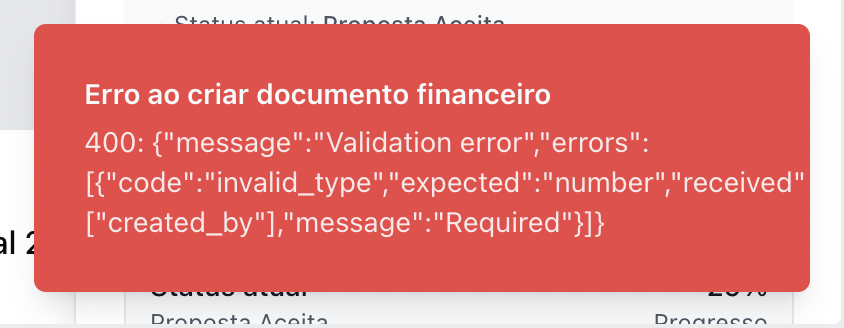 Status atual: Proposta Aceita
Erro ao criar documento financeiro
400: {"message":"Validation error","errors":
[{"code":"invalid_type","expected":"number","received"
["created_by"],"message":"Required"}]}
al 2
Status atual
Proposta Aceita
Progresso